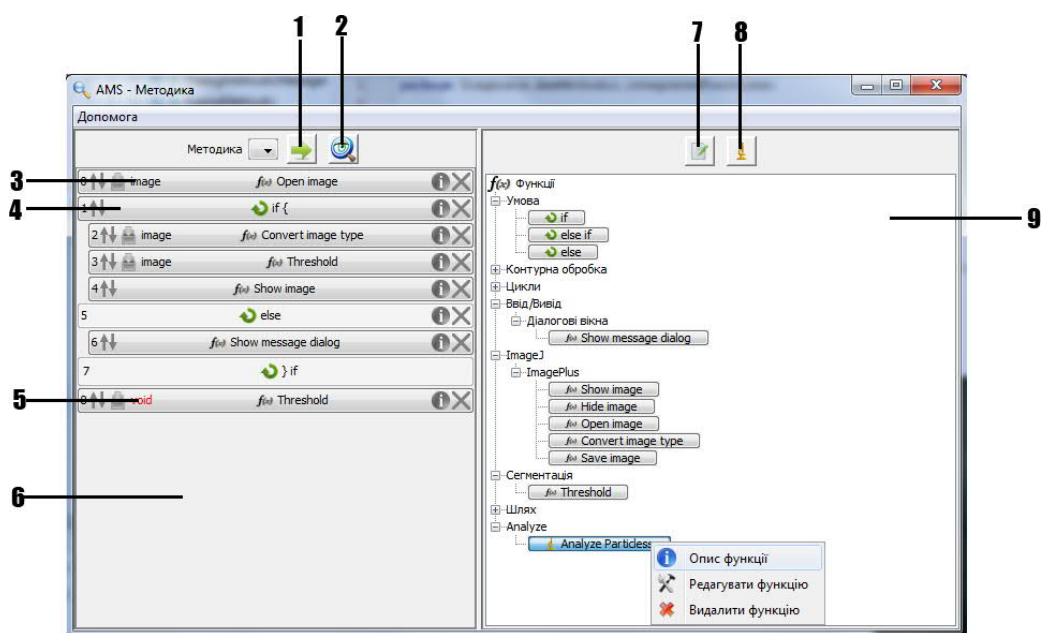 1
2
7
8
AMS - Методика
Допомога
Методика
3
0 image f(x) Open image
4
1 if {
2 image f(x) Convert image type
3 image f(x) Threshold
4 f(x) Show image
5 else
6 f(x) Show message dialog
7 } if
5
void f(x) Threshold
6
f(x) Функції
Умова
if
else if
else
9
Контурна обробка
Цикли
Ввід/Вивід
Діалогові вікна
f(x) Show message dialog
ImageJ
ImagePlus
f(x) Show image
f(x) Hide image
f(x) Open image
f(x) Convert image type
f(x) Save image
Сегментація
f(x) Threshold
Шлях
Analyze
Analyze Particless
Опис функції
Редагувати функцію
Видалити функцію